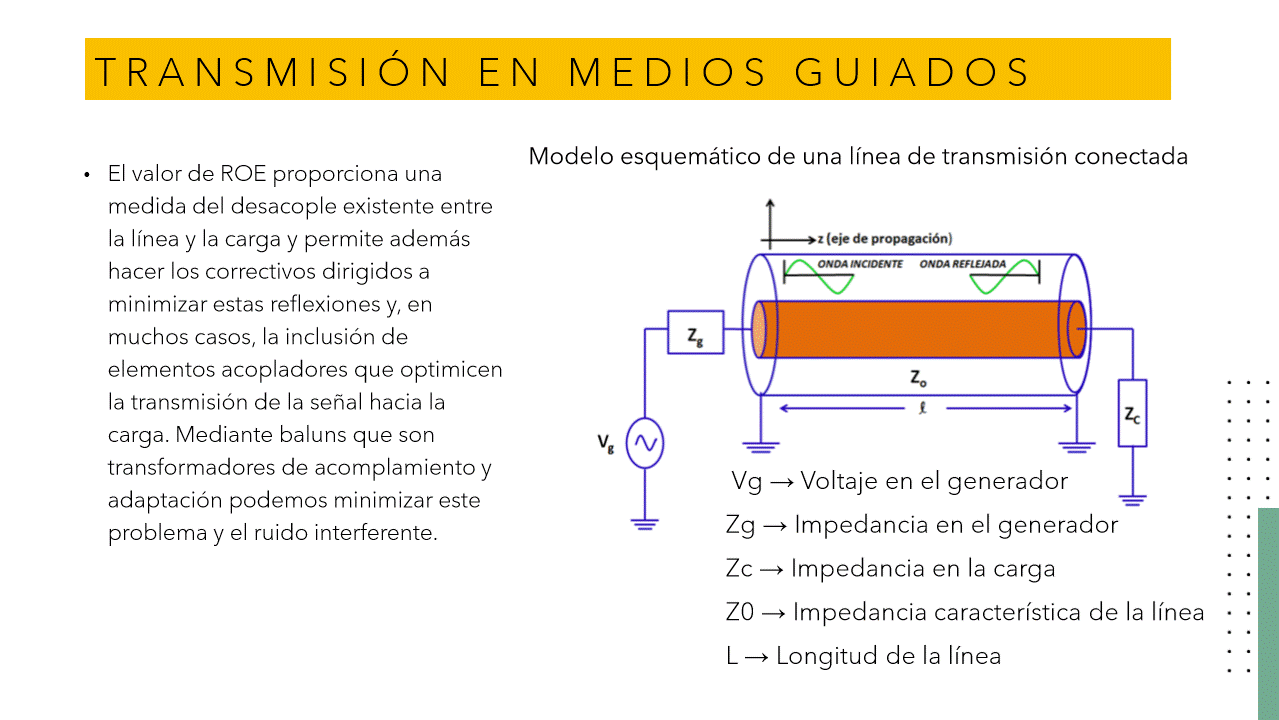 TRANSMISIÓN EN MEDIOS GUIADOS
• El valor de ROE proporciona una
medida del desacople existente entre
la línea y la carga y permite además
hacer los correctivos dirigidos a
minimizar estas reflexiones y, en
muchos casos, la inclusión de
elementos acopladores que optimicen
la transmisión de la señal hacia la
carga. Mediante baluns que son
transformadores de acomplamiento y
adaptación podemos minimizar este
problema y el ruido interferente.
Modelo esquemático de una línea de transmisión conectada
z (eje de propagación)
ONDA INCIDENTE ONDA REFLEJADA
Zg
Zo
ℓ
Zc
Vg
Vg → Voltaje en el generador
Zg → Impedancia en el generador
Zc → Impedancia en la carga
Z0 → Impedancia característica de la línea
L → Longitud de la línea